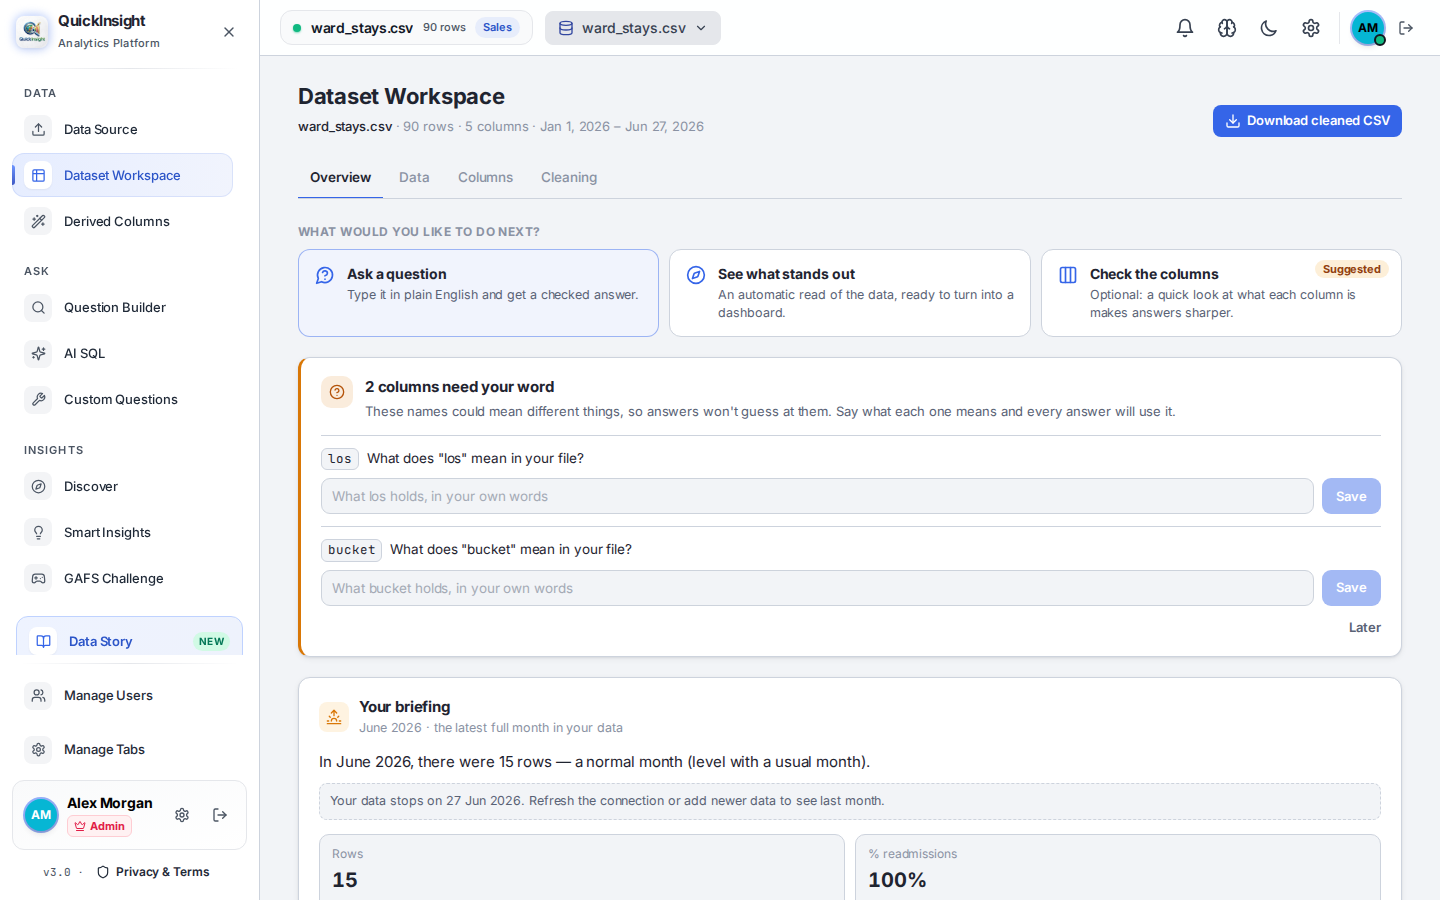 QuickInsight
Analytics Platform
DATA
Data Source
Dataset Workspace
Derived Columns
ASK
Question Builder
AI SQL
Custom Questions
INSIGHTS
Discover
Smart Insights
GAFS Challenge
Data Story NEW
Manage Users
Manage Tabs
AM Alex Morgan
Admin
v3.0 · Privacy & Terms
ward_stays.csv 90 rows Sales
ward_stays.csv
AM
Dataset Workspace
ward_stays.csv · 90 rows · 5 columns · Jan 1, 2026 – Jun 27, 2026
Download cleaned CSV
Overview Data Columns Cleaning
WHAT WOULD YOU LIKE TO DO NEXT?
Ask a question
Type it in plain English and get a checked answer.
See what stands out
An automatic read of the data, ready to turn into a
dashboard.
Check the columns Suggested
Optional: a quick look at what each column is
makes answers sharper.
2 columns need your word
These names could mean different things, so answers won't guess at them. Say what each one means and every answer will use it.
los What does "los" mean in your file?
What los holds, in your own words Save
bucket What does "bucket" mean in your file?
What bucket holds, in your own words Save
Later
Your briefing
June 2026 · the latest full month in your data
In June 2026, there were 15 rows — a normal month (level with a usual month).
Your data stops on 27 Jun 2026. Refresh the connection or add newer data to see last month.
Rows
15
% readmissions
100%